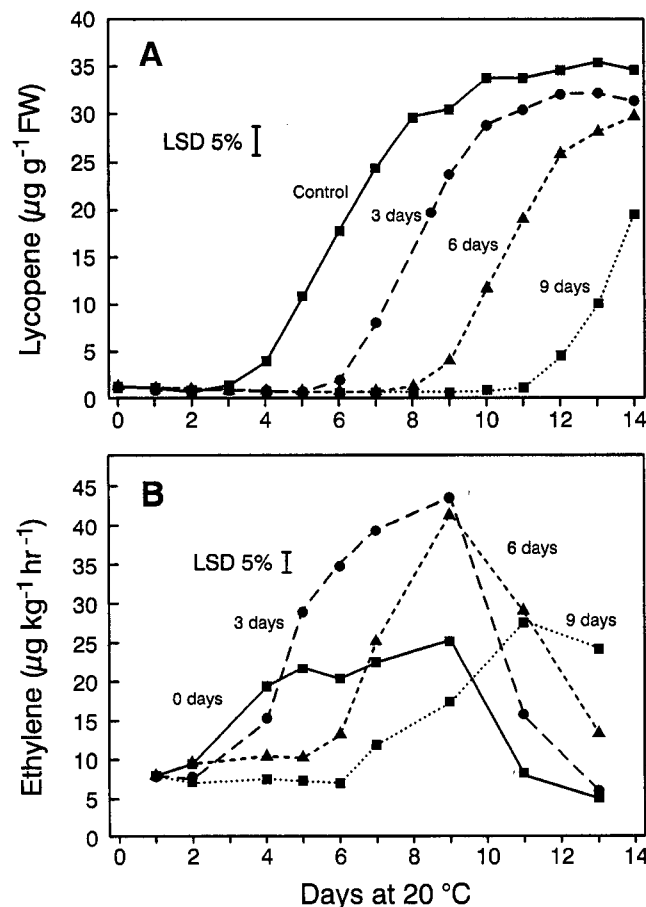 A
40
35
30
25
20
15
10
5
0
Lycopene (µg g⁻¹ FW)
LSD 5%
Control
3 days
6 days
9 days
0 2 4 6 8 10 12 14
B
45
40
35
30
25
20
15
10
5
0
Ethylene (µg kg⁻¹ hr⁻¹)
LSD 5%
6 days
3 days
9 days
0 days
0 2 4 6 8 10 12 14
Days at 20 °C